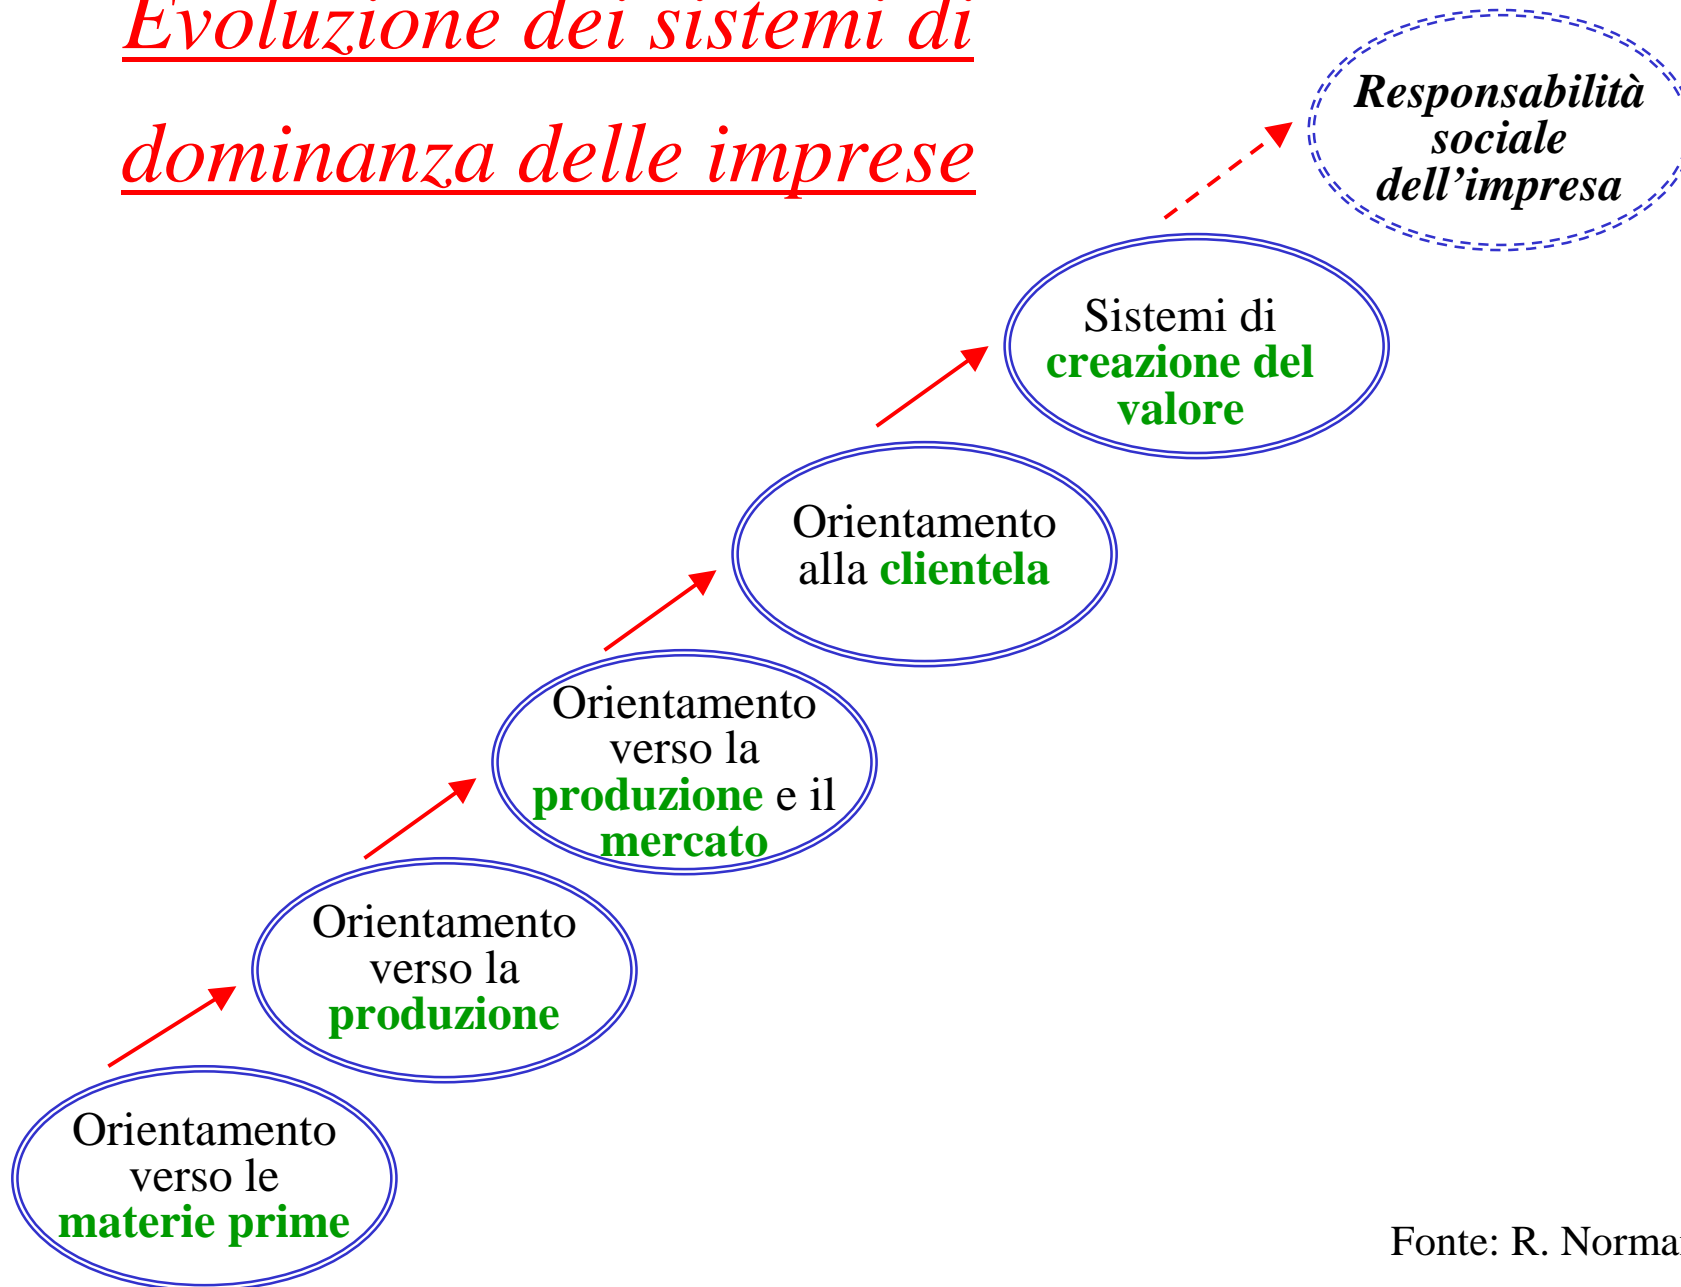 Evoluzione dei sistemi di
dominanza delle imprese
Responsabilità
sociale
dell’impresa
Sistemi di
creazione del
valore
Orientamento
alla clientela
Orientamento
verso la
produzione e il
mercato
Orientamento
verso la
produzione
Orientamento
verso le
materie prime
Fonte: R.